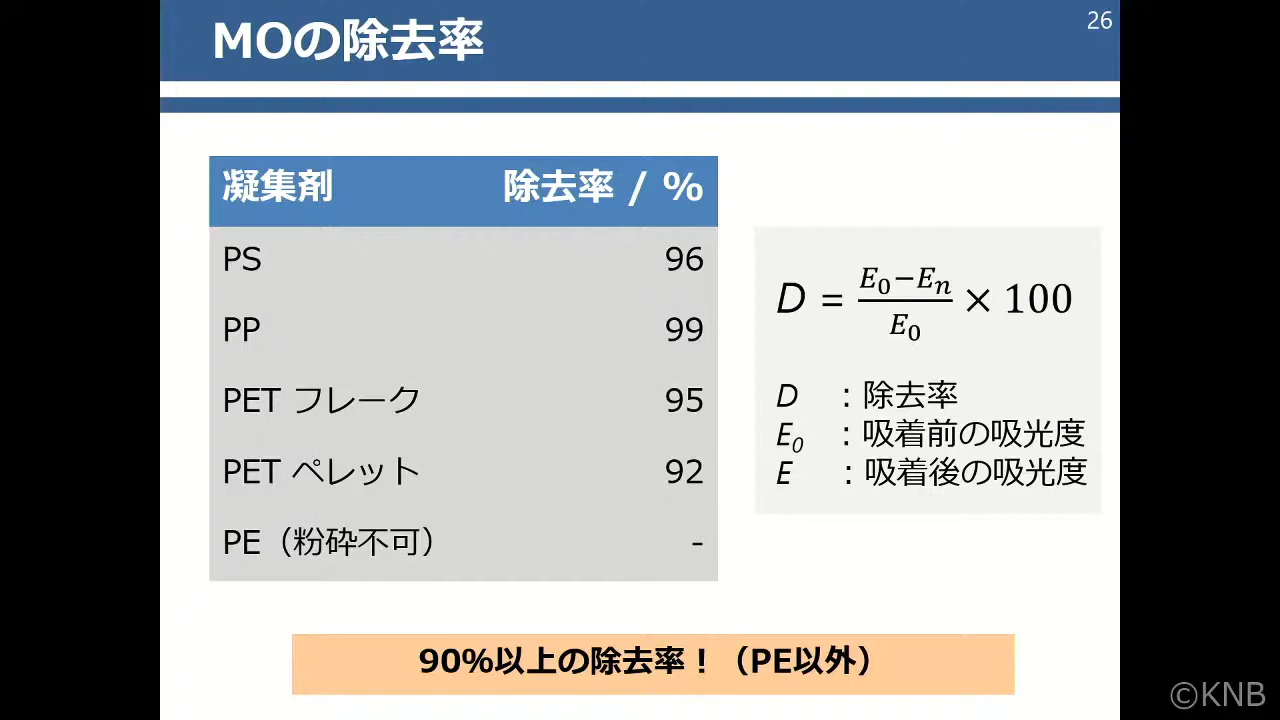 MOの除去率
26
凝集剤 除去率 / %
PS 96
PP 99
PET フレーク 95
PET ペレット 92
PE（粉砕不可） -
D = (E₀−Eₙ)/E₀ × 100
D ：除去率
E₀ ：吸着前の吸光度
E ：吸着後の吸光度
90%以上の除去率！（PE以外）
©KNB